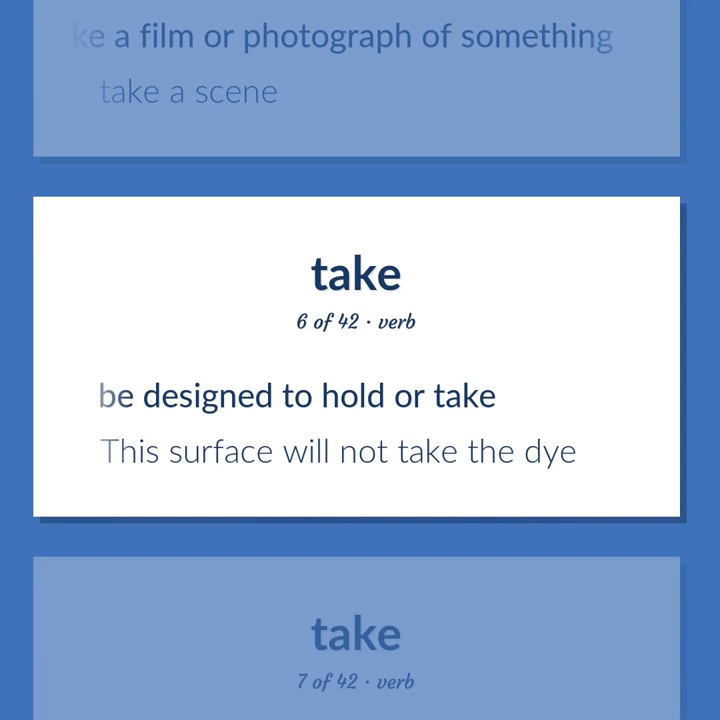 ke a film or photograph of something
take a scene
take
6 of 42 · verb
be designed to hold or take
This surface will not take the dye
take
7 of 42 · verb